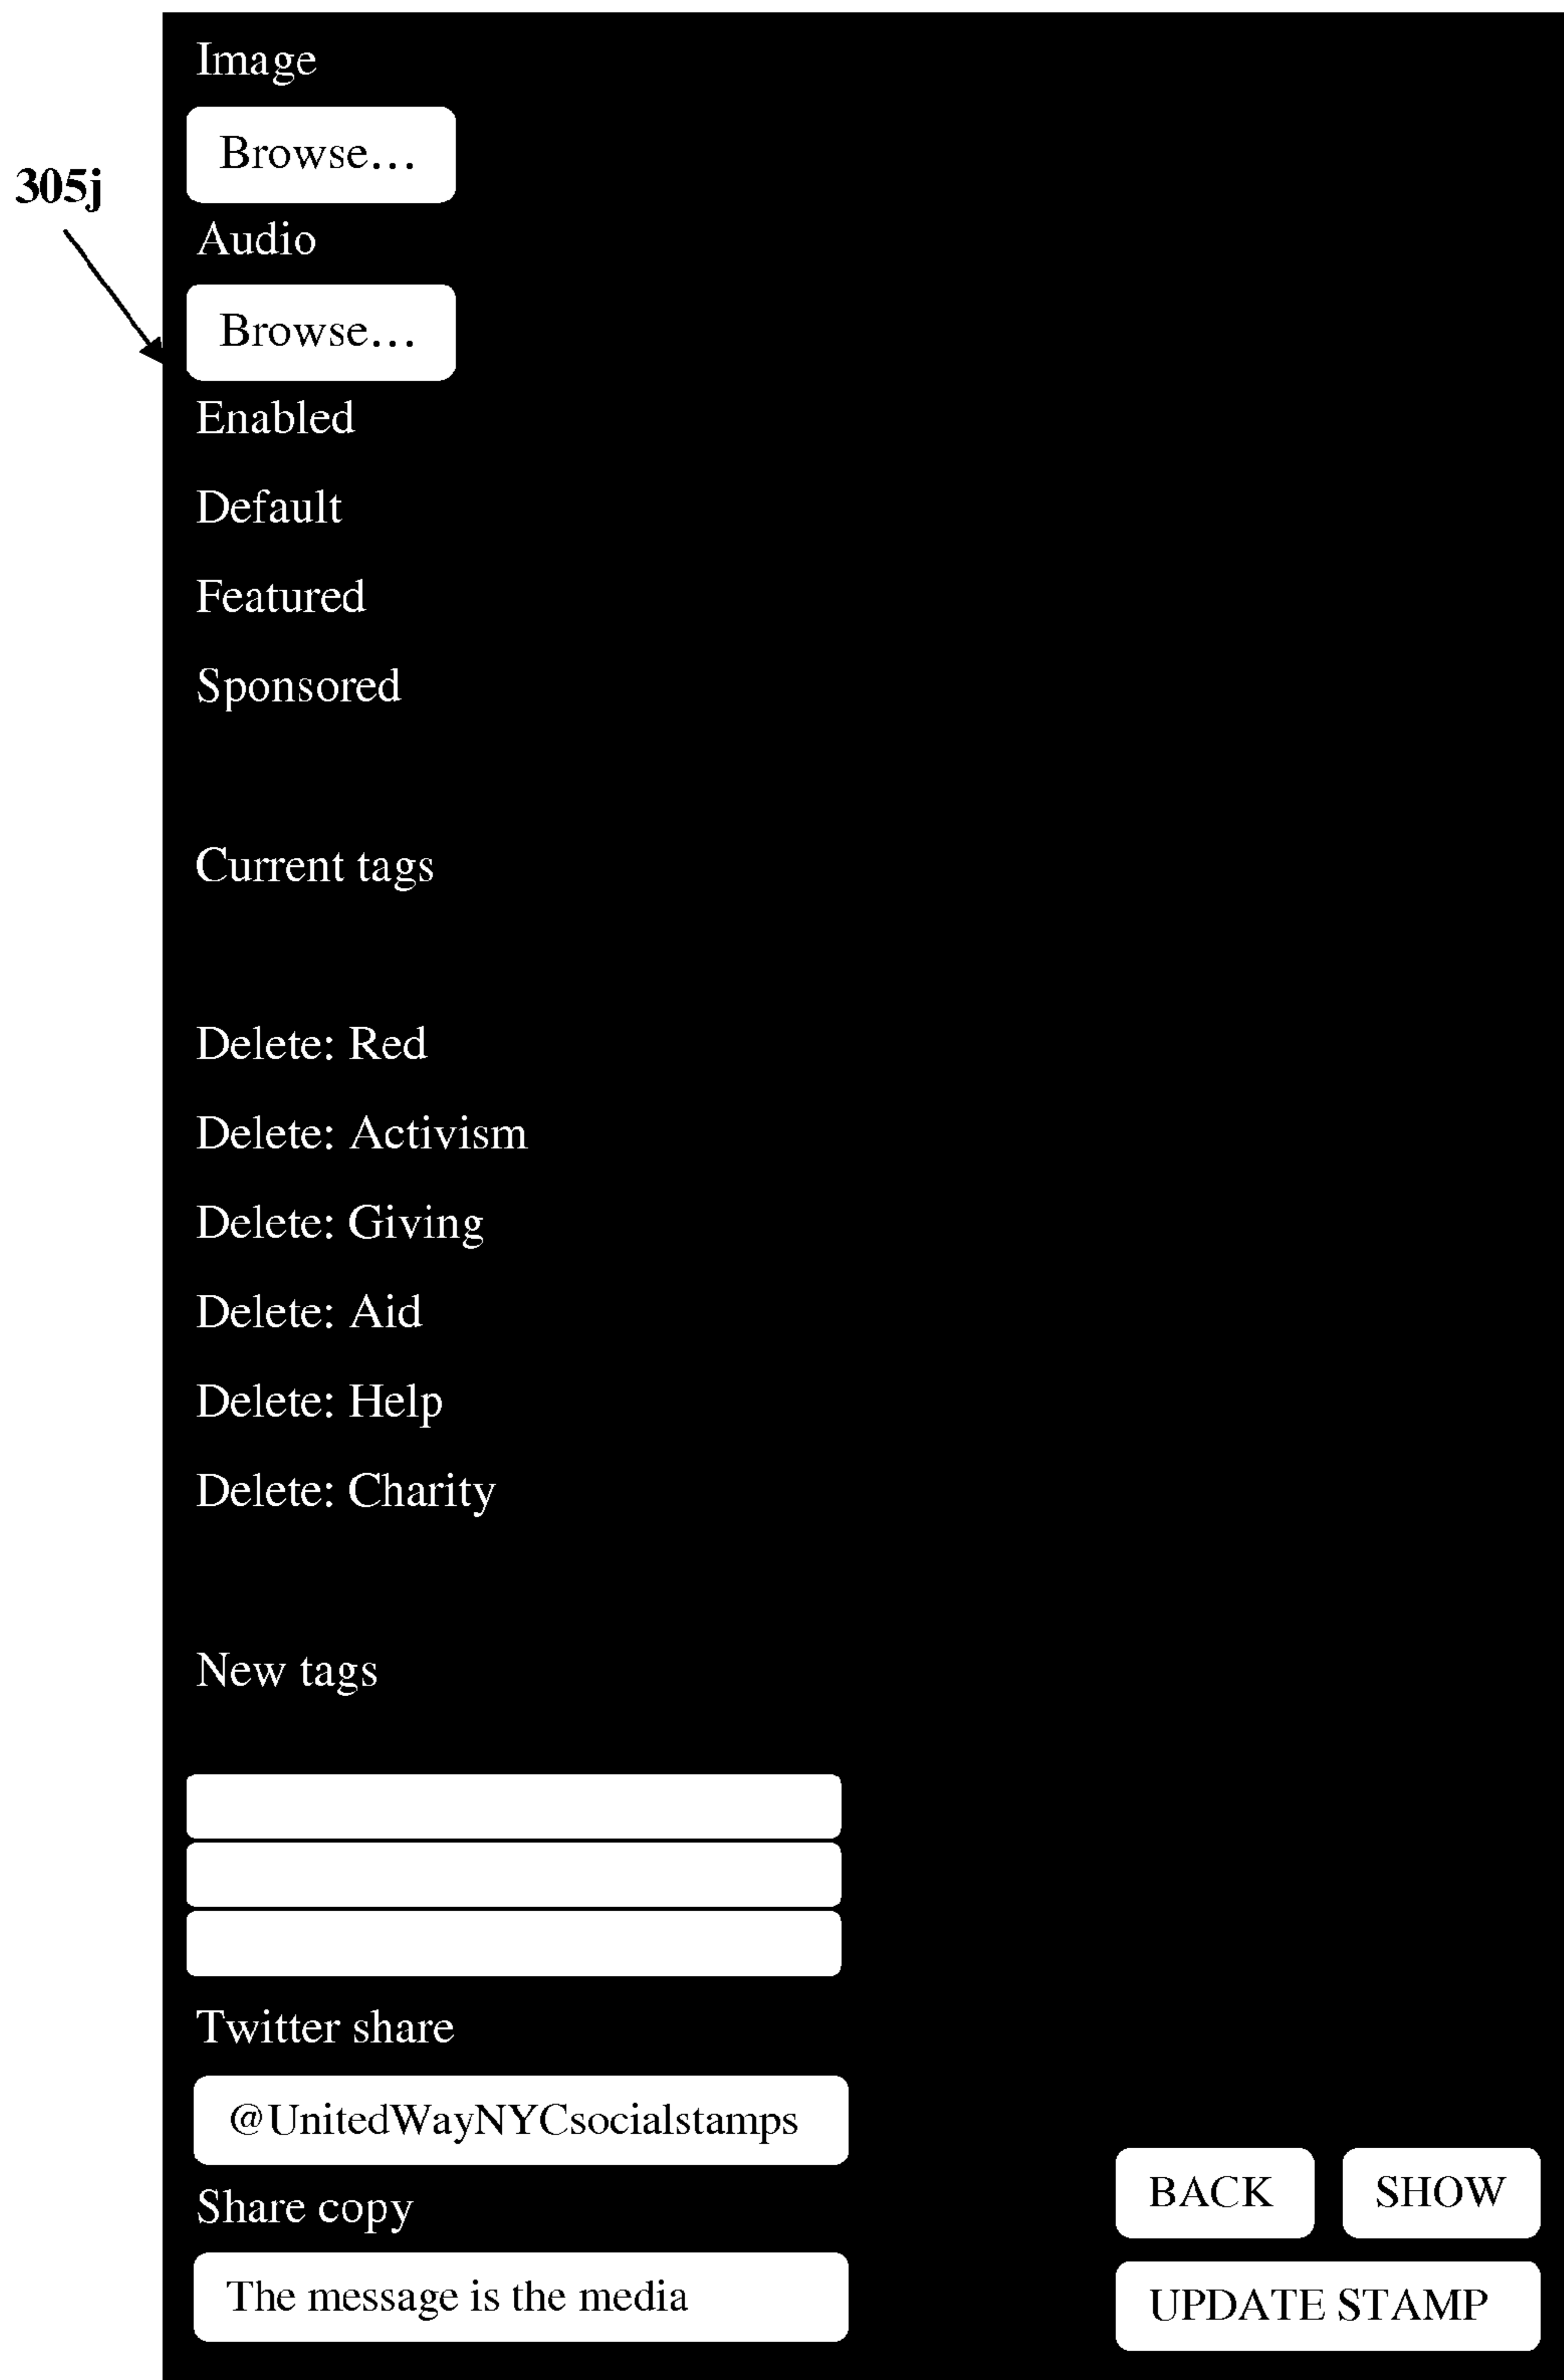 Image
Browse...
305j
Audio
Browse...
Enabled
Default
Featured
Sponsored
Current tags
Delete: Red
Delete: Activism
Delete: Giving
Delete: Aid
Delete: Help
Delete: Charity
New tags
Twitter share
@UnitedWayNYCsocialstamps
Share copy
The message is the media
BACK SHOW
UPDATE STAMP